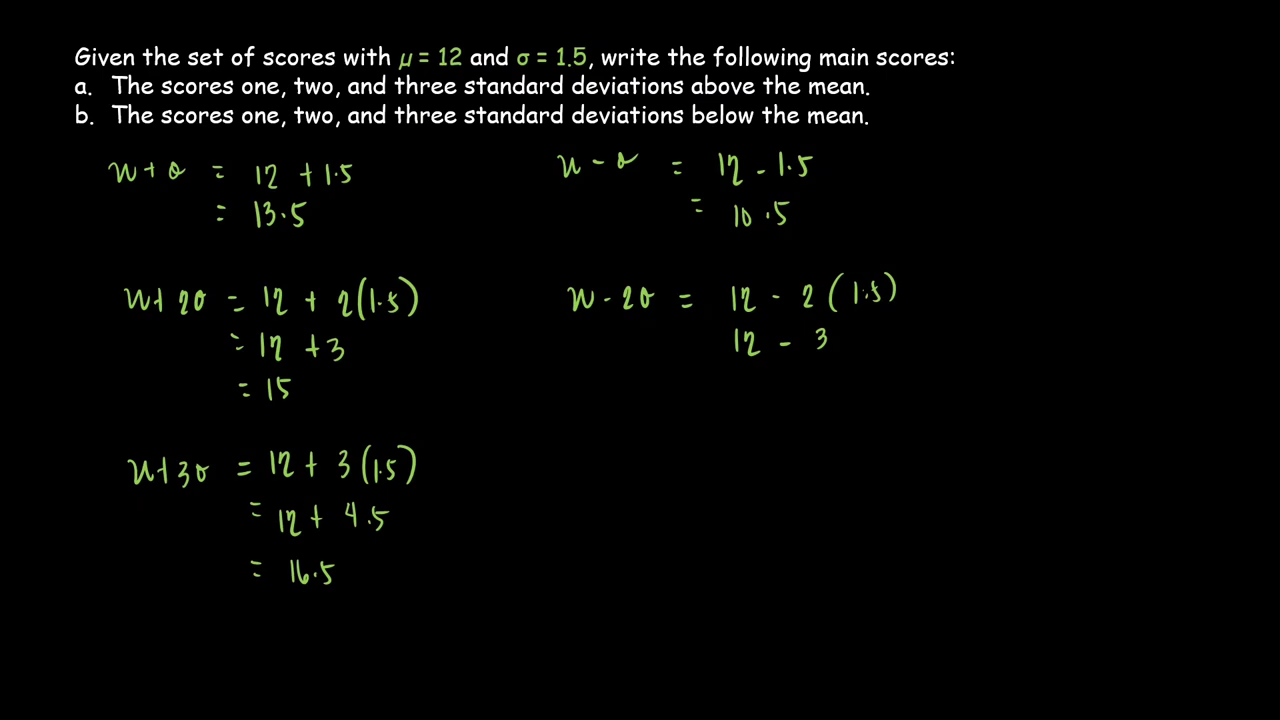 Given the set of scores with μ = 12 and σ = 1.5, write the following main scores:
a. The scores one, two, and three standard deviations above the mean.
b. The scores one, two, and three standard deviations below the mean.
μ + σ = 12 + 1.5
= 13.5
μ + 2σ = 12 + 2(1.5)
= 12 + 3
= 15
μ + 3σ = 12 + 3(1.5)
= 12 + 4.5
= 16.5
μ - σ = 12 - 1.5
= 10.5
μ - 2σ = 12 - 2(1.5)
12 - 3